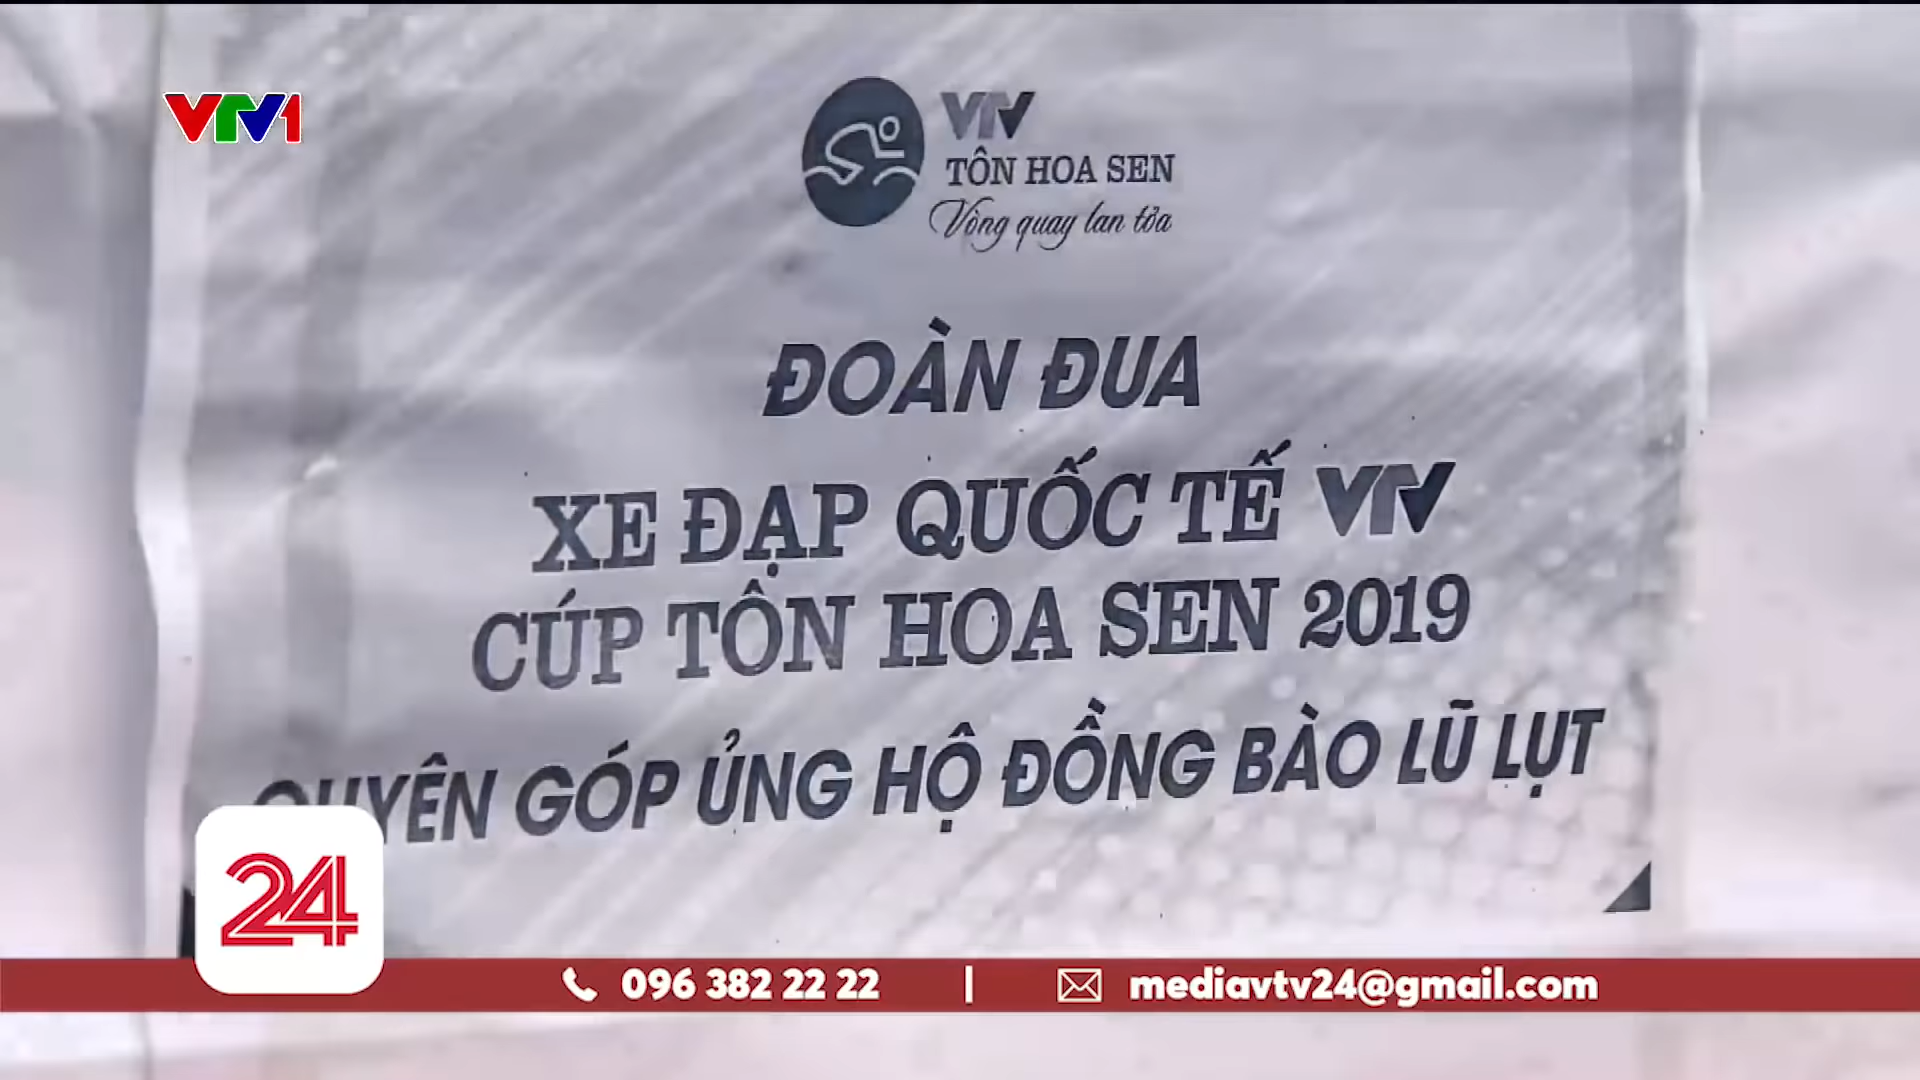 VTV1
VTV
TÔN HOA SEN
Vòng quay lan tỏa
ĐOÀN ĐUA
XE ĐẠP QUỐC TẾ VTV
CÚP TÔN HOA SEN 2019
QUYÊN GÓP ỦNG HỘ ĐỒNG BÀO LŨ LỤT
24
096 382 22 22 | mediavtv24@gmail.com